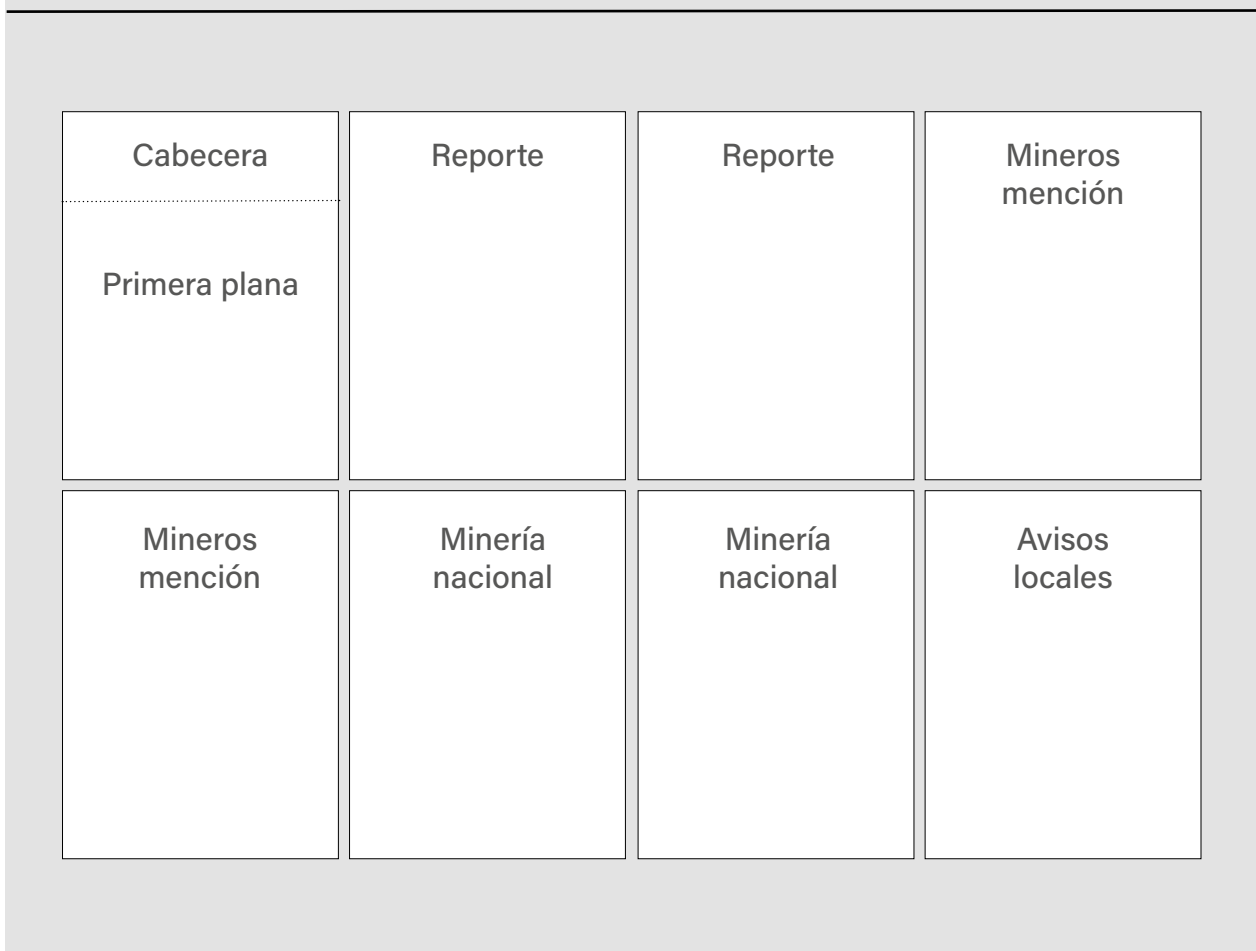 Cabecera
Primera plana
Reporte
Reporte
Mineros
mención
Mineros
mención
Minería
nacional
Minería
nacional
Avisos
locales